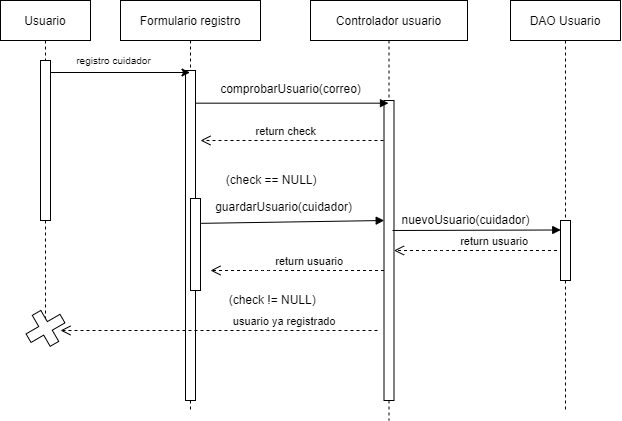 Usuario
Formulario registro
Controlador usuario
DAO Usuario
registro cuidador
comprobarUsuario(correo)
return check
(check == NULL)
guardarUsuario(cuidador)
nuevoUsuario(cuidador)
return usuario
return usuario
(check != NULL)
usuario ya registrado